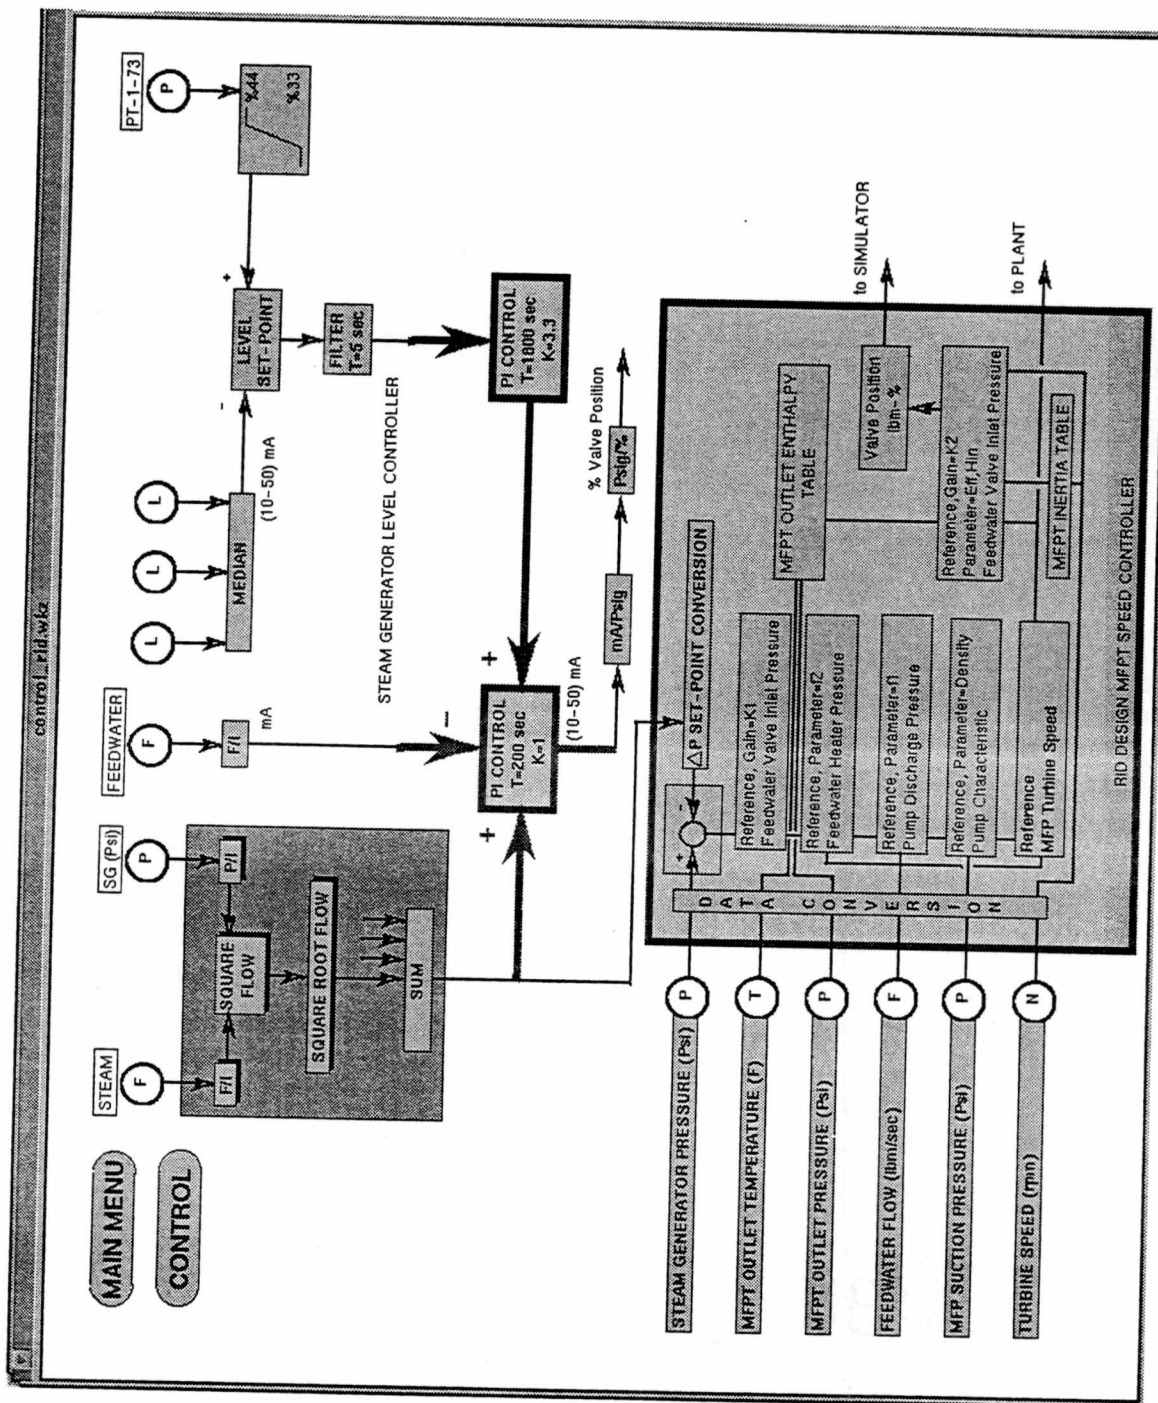 control_rid.wkz
MAIN MENU
CONTROL
STEAM
F
F/I
SG (Psi)
P
P/I
SQUARE
FLOW
SQUARE ROOT FLOW
SUM
FEEDWATER
F
F/I
mA
L
L
L
MEDIAN
(10-50) mA
-
+
LEVEL
SET-POINT
PT-1-73
P
%44
%33
FILTER
T=5 sec
STEAM GENERATOR LEVEL CONTROLLER
PI CONTROL
T=1800 sec
K=3.3
+
-
+
PI CONTROL
T=200 sec
K=1
(10-50) mA
mA/Psig
Psig/%
% Valve Position
STEAM GENERATOR PRESSURE (Psi)
P
MFPT OUTLET TEMPERATURE (F)
T
MFPT OUTLET PRESSURE (Psi)
P
FEEDWATER FLOW (lbm/sec)
F
MFP SUCTION PRESSURE (Psi)
P
TURBINE SPEED (rpm)
N
DATA CONVERSION
+
-
△P SET-POINT CONVERSION
Reference, Gain=K1
Feedwater Valve Inlet Pressure
Reference, Parameter=f2
Feedwater Heater Pressure
Reference, Parameter=f1
Pump Discharge Pressure
Reference, Parameter=Density
Pump Characteristic
Reference
MFP Turbine Speed
MFPT OUTLET ENTHALPY
TABLE
Valve Position
lbm-%
Reference,Gain=K2
Parameter=Eff,Hin
Feedwater Valve Inlet Pressure
MFPT INERTIA TABLE
to SIMULATOR
to PLANT
RID DESIGN MFPT SPEED CONTROLLER